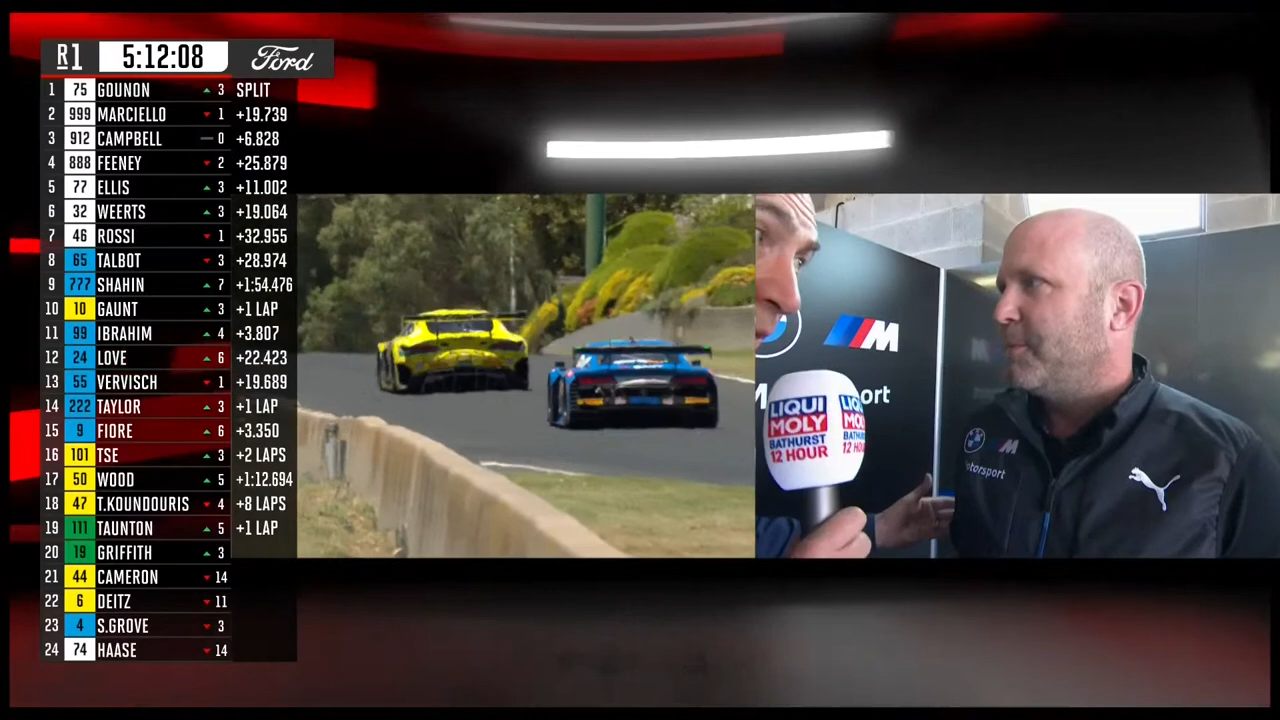 R1 5:12:08 Ford
1 75 GOUNON 3 SPLIT
2 999 MARCIELLO 1 +19.739
3 912 CAMPBELL 0 +6.828
4 888 FEENEY 2 +25.879
5 77 ELLIS 3 +11.002
6 32 WEERTS 3 +19.064
7 46 ROSSI 1 +32.955
8 65 TALBOT 3 +28.974
9 777 SHAHIN 7 +1:54.476
10 10 GAUNT 3 +1 LAP
11 99 IBRAHIM 4 +3.807
12 24 LOVE 6 +22.423
13 55 VERVISCH 1 +19.689
14 222 TAYLOR 3 +1 LAP
15 9 FIORE 6 +3.350
16 101 TSE 3 +2 LAPS
17 50 WOOD 5 +1:12.694
18 47 T.KOUNDOURIS 4 +8 LAPS
19 111 TAUNTON 5 +1 LAP
20 19 GRIFFITH 3
21 44 CAMERON 14
22 6 DEITZ 11
23 4 S.GROVE 3
24 74 HAASE 14
M
LIQUI
MOLY
BATHURST
12 HOUR
M